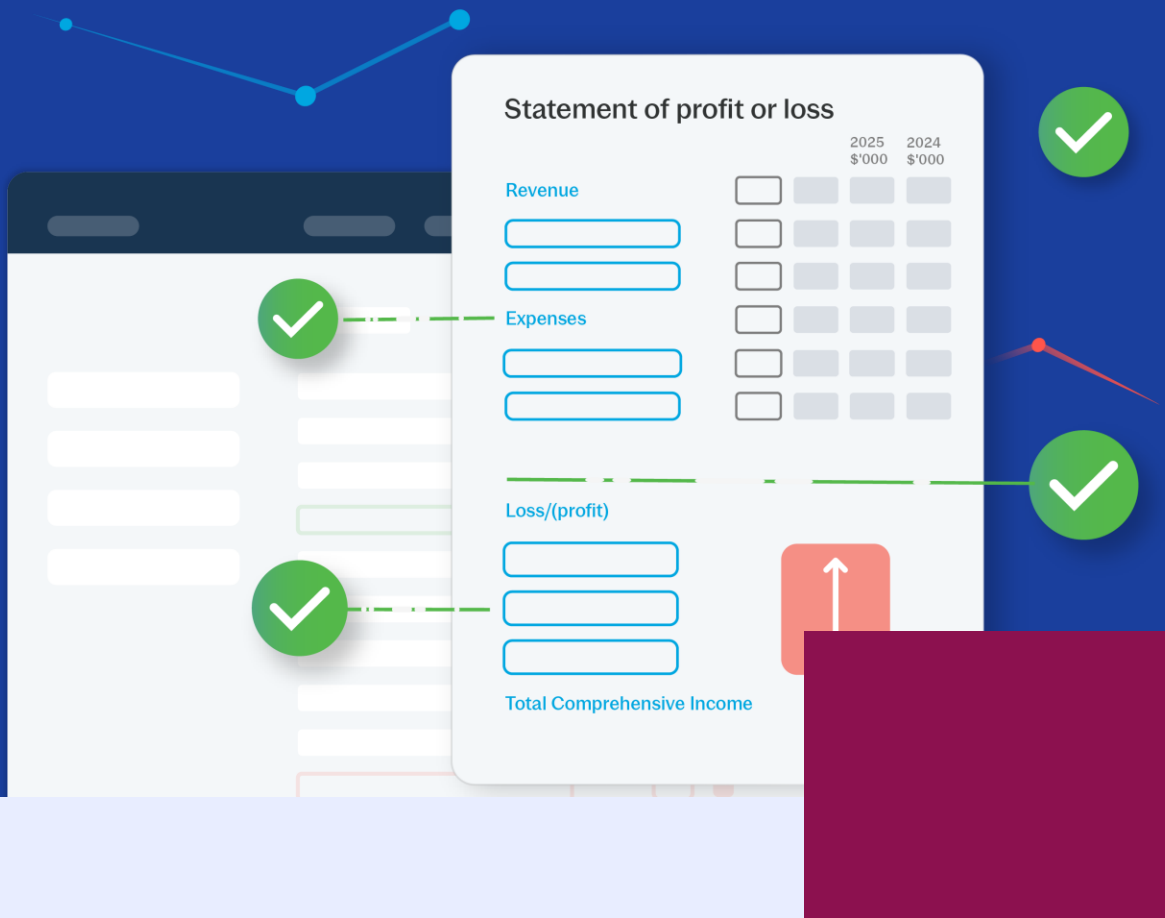 Statement of profit or loss
2025 2024
$'000 $'000
Revenue
Expenses
Loss/(profit)
Total Comprehensive Income